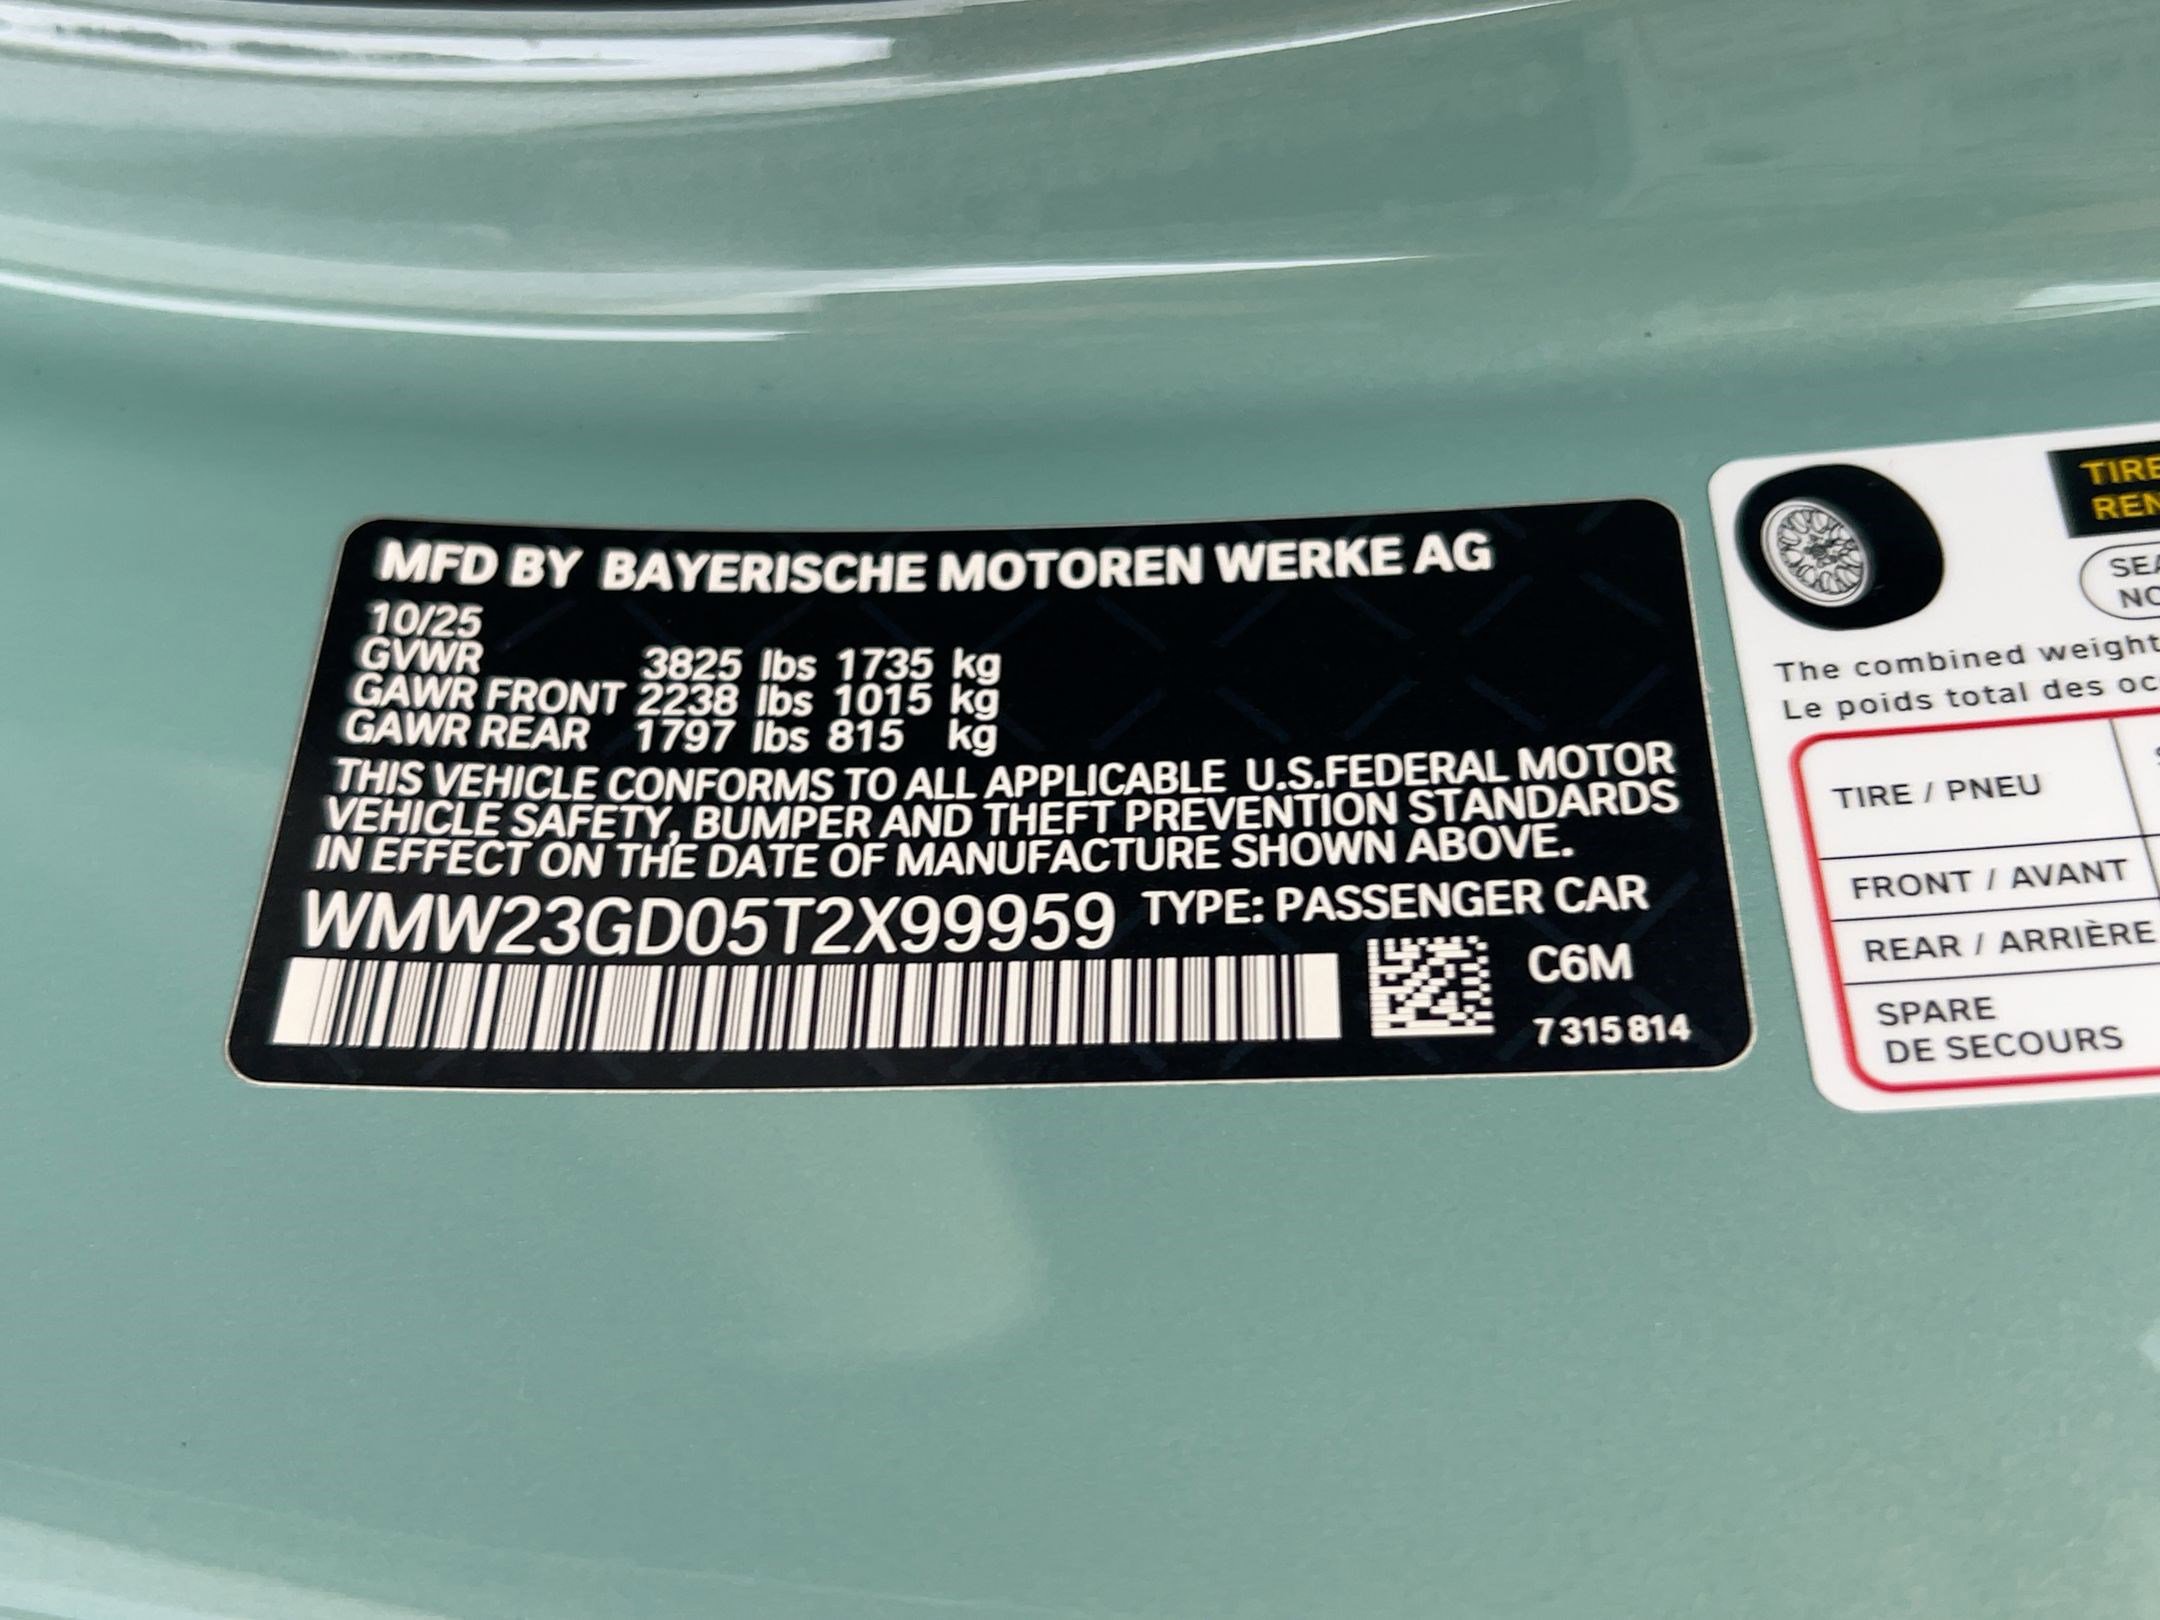 MFD BY BAYERISCHE MOTOREN WERKE AG
10/25
GVWR 3825 lbs 1735 kg
GAWR FRONT 2238 lbs 1015 kg
GAWR REAR 1797 lbs 815 kg
THIS VEHICLE CONFORMS TO ALL APPLICABLE U.S.FEDERAL MOTOR
VEHICLE SAFETY, BUMPER AND THEFT PREVENTION STANDARDS
IN EFFECT ON THE DATE OF MANUFACTURE SHOWN ABOVE.
WMW23GD05T2X99959 TYPE: PASSENGER CAR
C6M
7 315 814
TIRE
The combined weight
Le poids total des
TIRE / PNEU
FRONT / AVANT
REAR / ARRIÈRE
SPARE
DE SECOURS